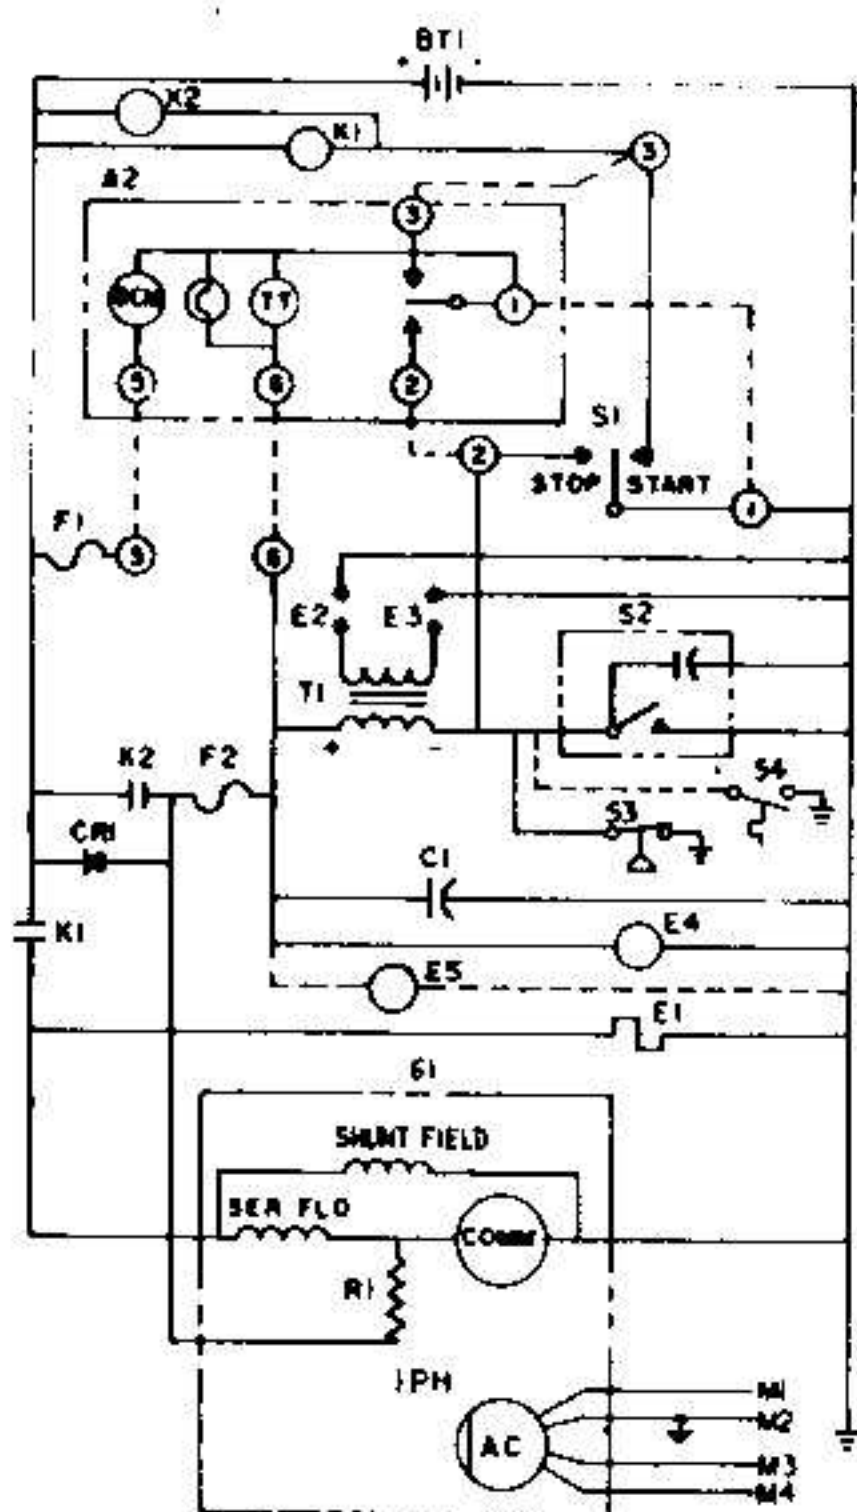 BT1
+ -
K2
K1
3
A2
3
TT
1
5
6
2
S1
2
STOP START
1
F1
5
6
E2 E3
S2
T1
+ -
K2 F2
S4
S3
CR1
C1
K1
E4
E5
E1
G1
SHUNT FIELD
SER FLD
COMM
R1
1PH
AC
M1
M2
M3
M4